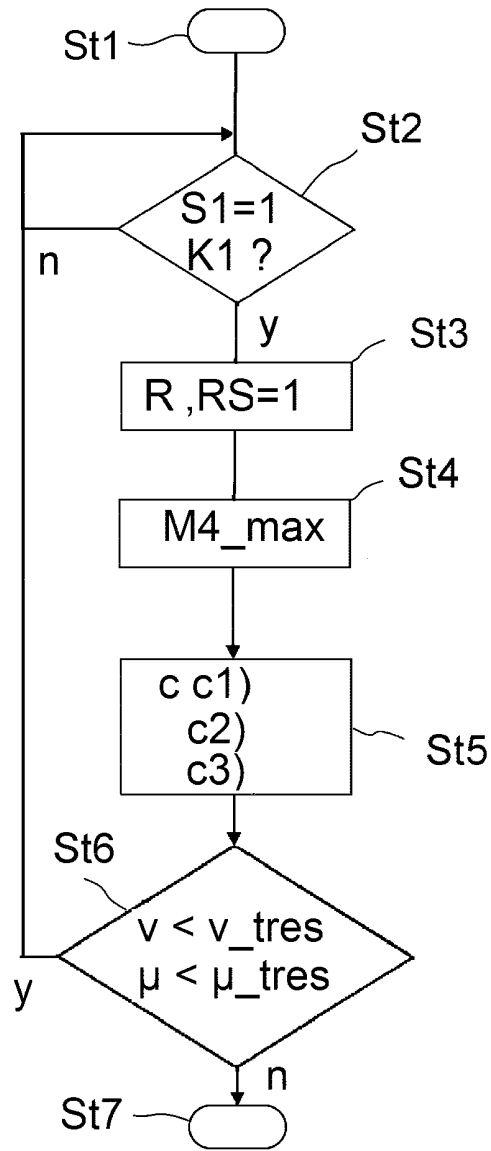 St1
St2
S1=1
K1 ?
n
y
St3
R ,RS=1
St4
M4_max
c c1)
c2)
c3)
St5
St6
v < v_tres
µ < µ_tres
y
n
St7